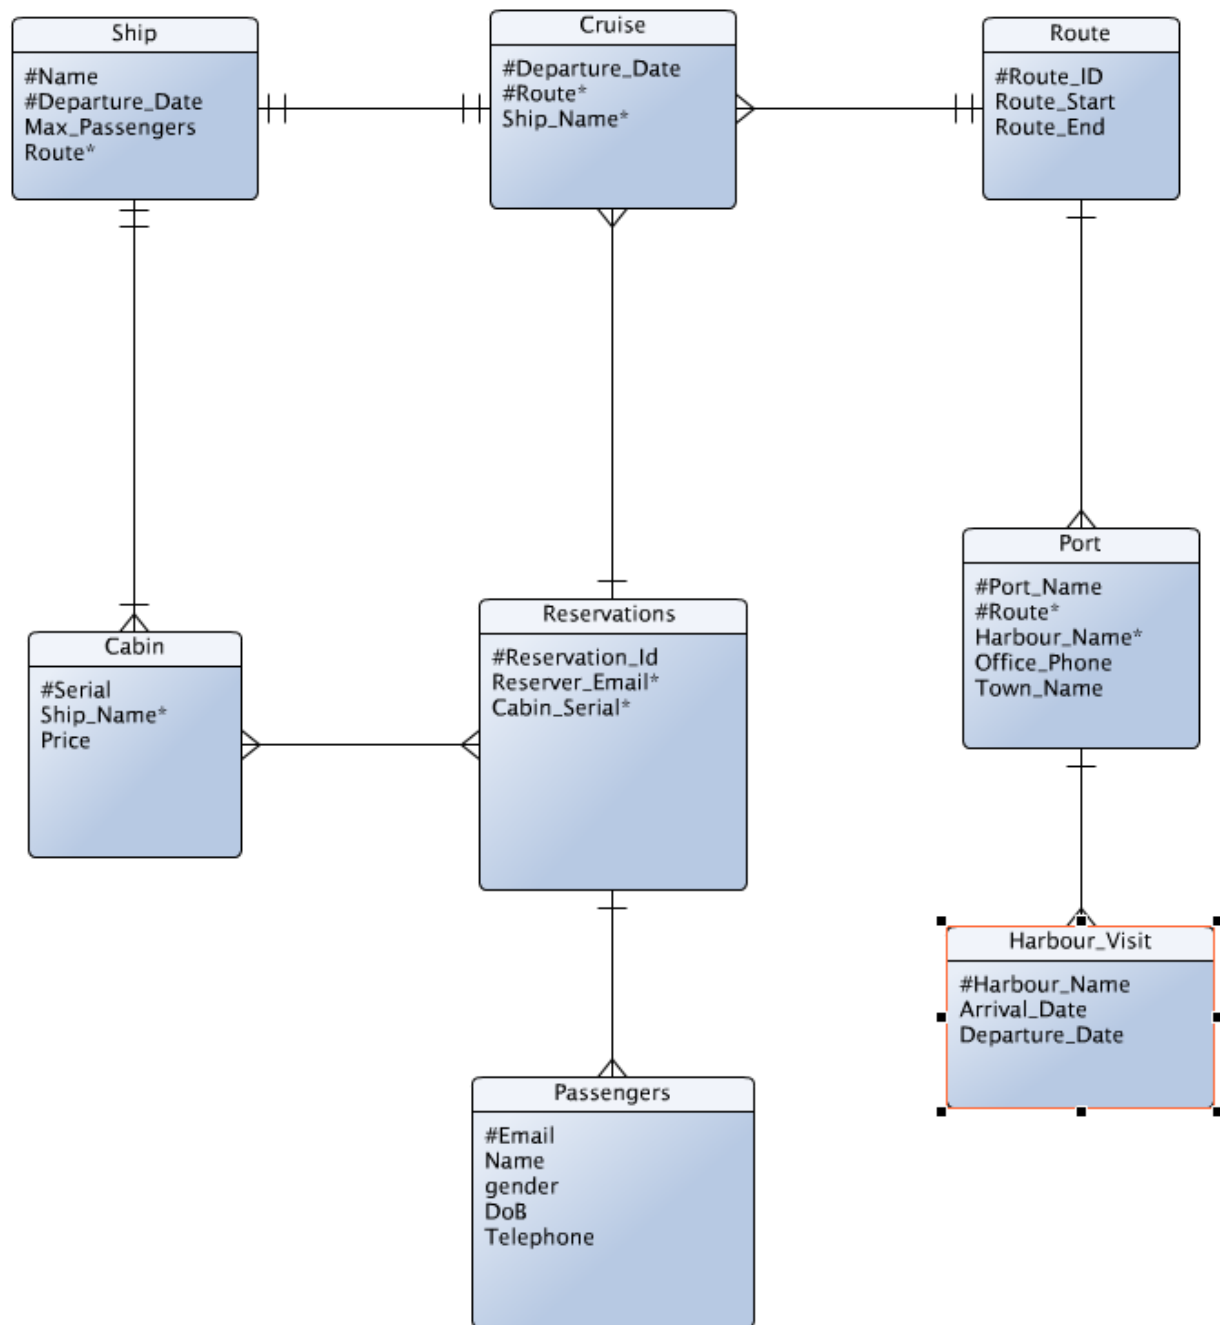 Ship
#Name
#Departure_Date
Max_Passengers
Route*
Cruise
#Departure_Date
#Route*
Ship_Name*
Route
#Route_ID
Route_Start
Route_End
Port
#Port_Name
#Route*
Harbour_Name*
Office_Phone
Town_Name
Reservations
#Reservation_Id
Reserver_Email*
Cabin_Serial*
Cabin
#Serial
Ship_Name*
Price
Harbour_Visit
#Harbour_Name
Arrival_Date
Departure_Date
Passengers
#Email
Name
gender
DoB
Telephone